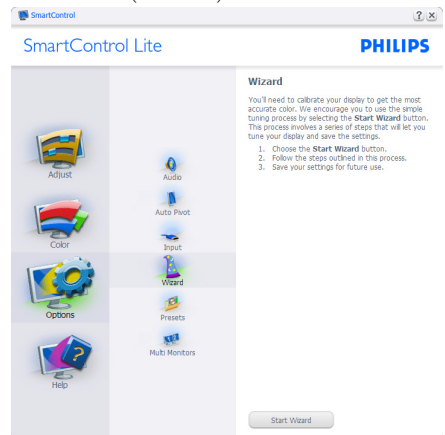 SmartControl
SmartControl Lite
PHILIPS
Adjust
Color
Options
Help
Audio
Auto Pivot
Input
Wizard
Presets
Multi Monitors
Wizard
You'll need to calibrate your display to get the most
accurate color. We encourage you to use the simple
tuning process by selecting the Start Wizard button.
This process involves a series of steps that will let you
tune your display and save the settings.
1. Choose the Start Wizard button.
2. Follow the steps outlined in this process.
3. Save your settings for future use.
Start Wizard